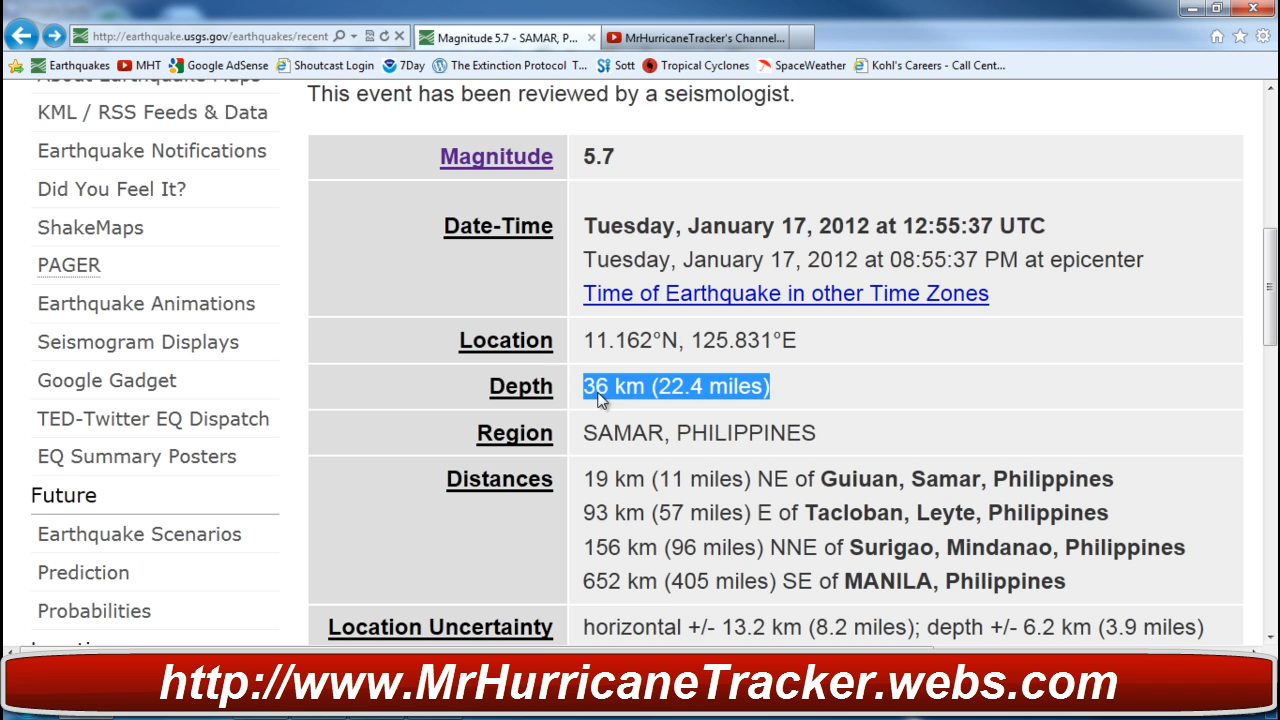 http://earthquake.usgs.gov/earthquakes/recent
Magnitude 5.7 - SAMAR, P...
MrHurricaneTracker's Channel...
Earthquakes
MHT
Google AdSense
Shoutcast Login
7Day
The Extinction Protocol T...
Sott
Tropical Cyclones
SpaceWeather
Kohl's Careers - Call Cent...
About Earthquake Maps
KML / RSS Feeds & Data
Earthquake Notifications
Did You Feel It?
ShakeMaps
PAGER
Earthquake Animations
Seismogram Displays
Google Gadget
TED-Twitter EQ Dispatch
EQ Summary Posters
Future
Earthquake Scenarios
Prediction
Probabilities
This event has been reviewed by a seismologist.
Magnitude 5.7
Date-Time Tuesday, January 17, 2012 at 12:55:37 UTC
Tuesday, January 17, 2012 at 08:55:37 PM at epicenter
Time of Earthquake in other Time Zones
Location 11.162°N, 125.831°E
Depth 36 km (22.4 miles)
Region SAMAR, PHILIPPINES
Distances 19 km (11 miles) NE of Guiuan, Samar, Philippines
93 km (57 miles) E of Tacloban, Leyte, Philippines
156 km (96 miles) NNE of Surigao, Mindanao, Philippines
652 km (405 miles) SE of MANILA, Philippines
Location Uncertainty horizontal +/- 13.2 km (8.2 miles); depth +/- 6.2 km (3.9 miles)
http://www.MrHurricaneTracker.webs.com